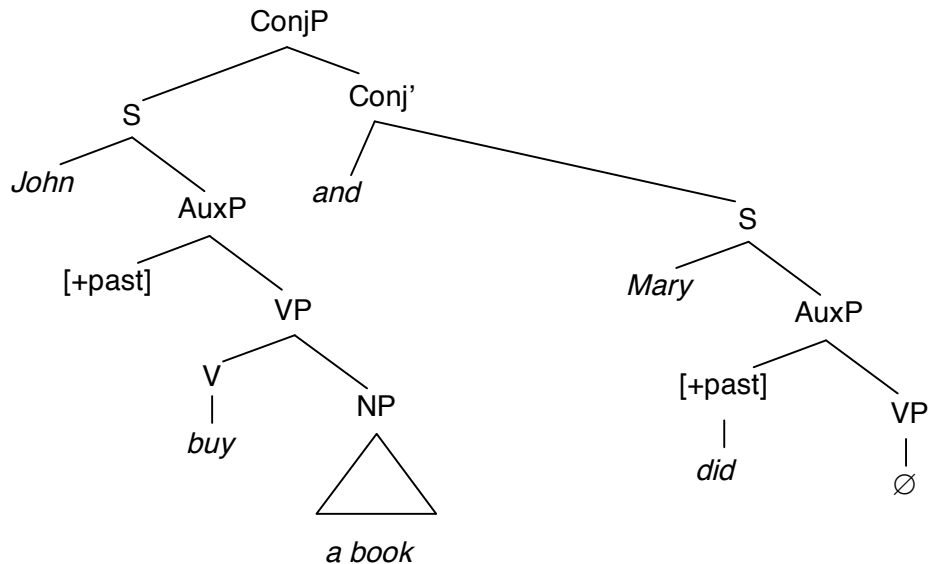 ConjP
S Conj’
John and
AuxP S
[+past] Mary
VP AuxP
V [+past]
NP VP
buy did
∅
a book